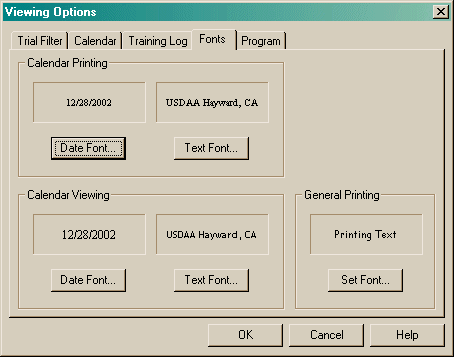 Viewing Options
Trial Filter Calendar Training Log Fonts Program
Calendar Printing
12/28/2002 USDAA Hayward, CA
Date Font... Text Font...
Calendar Viewing General Printing
12/28/2002 USDAA Hayward, CA Printing Text
Date Font... Text Font... Set Font...
OK Cancel Help